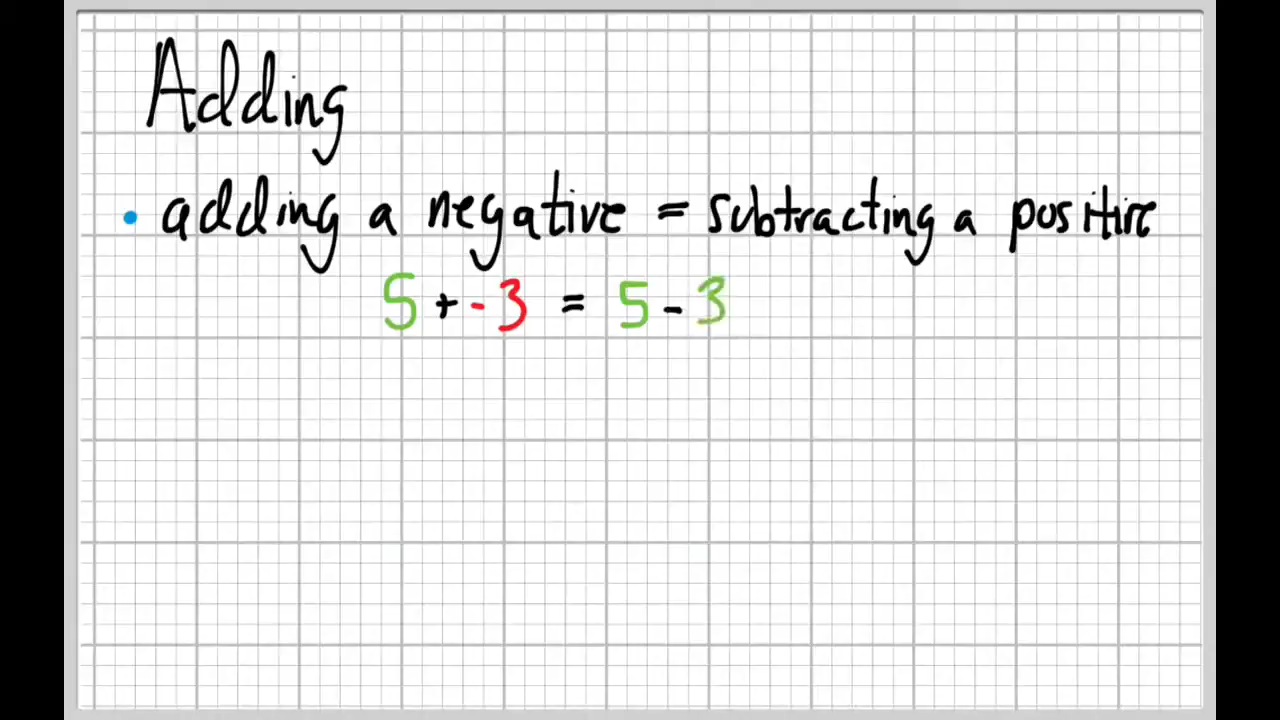 Adding
• adding a negative = subtracting a positive
5 + -3 = 5 - 3